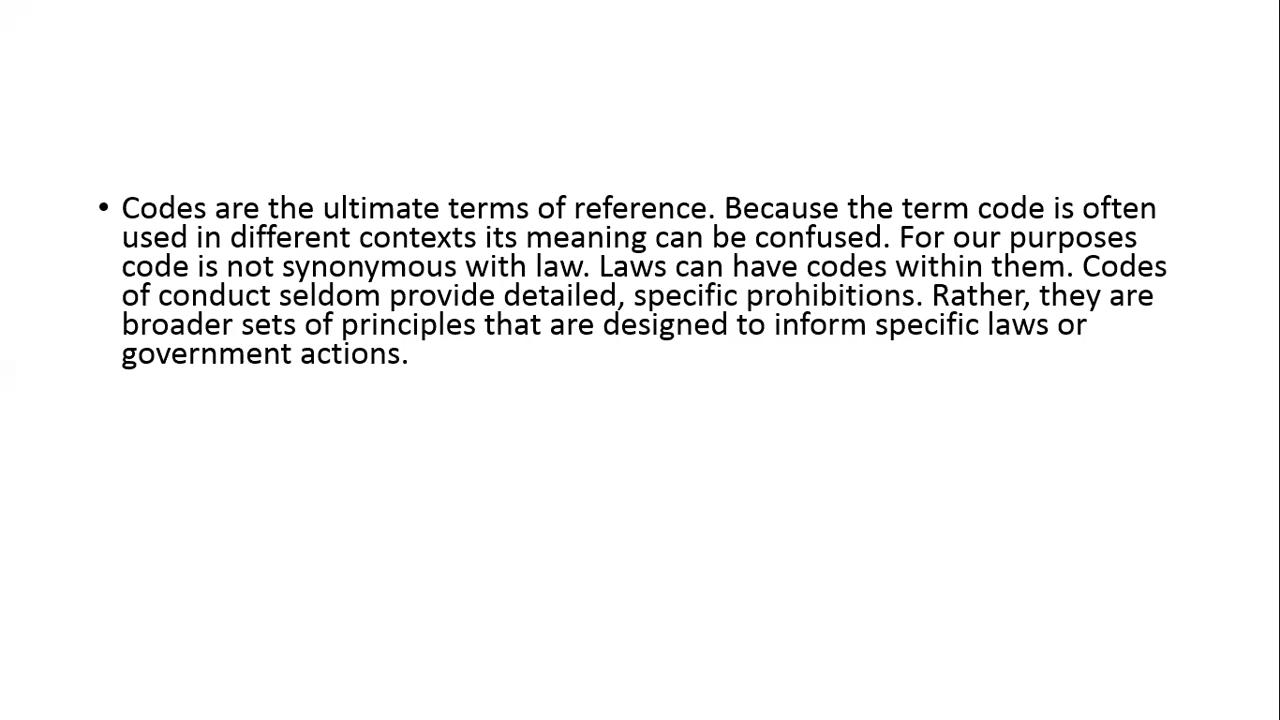 • Codes are the ultimate terms of reference. Because the term code is often
used in different contexts its meaning can be confused. For our purposes
code is not synonymous with law. Laws can have codes within them. Codes
of conduct seldom provide detailed, specific prohibitions. Rather, they are
broader sets of principles that are designed to inform specific laws or
government actions.